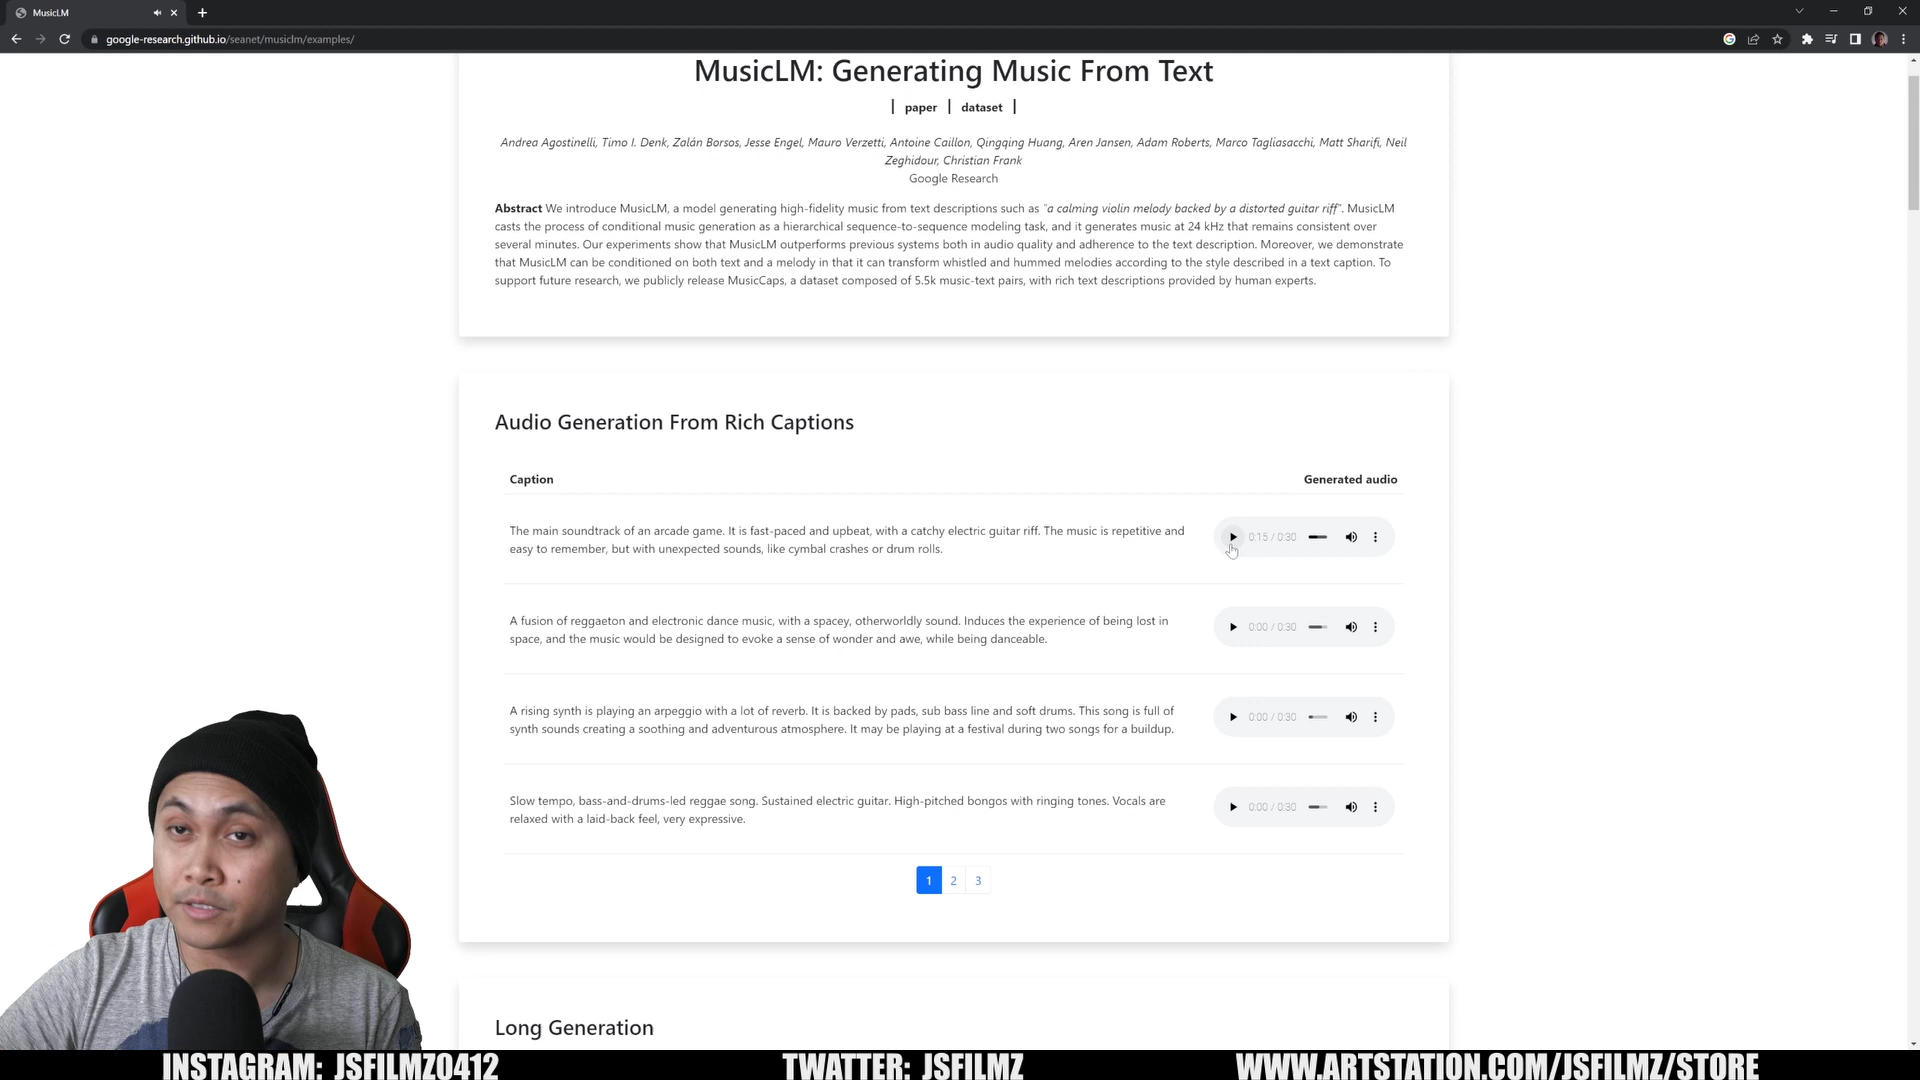 MusicLM
google-research.github.io/seanet/musiclm/examples/
MusicLM: Generating Music From Text
| paper | dataset |
Andrea Agostinelli, Timo I. Denk, Zalán Borsos, Jesse Engel, Mauro Verzetti, Antoine Caillon, Qingqing Huang, Aren Jansen, Adam Roberts, Marco Tagliasacchi, Matt Sharifi, Neil
Zeghidour, Christian Frank
Google Research
Abstract We introduce MusicLM, a model generating high-fidelity music from text descriptions such as "a calming violin melody backed by a distorted guitar riff". MusicLM
casts the process of conditional music generation as a hierarchical sequence-to-sequence modeling task, and it generates music at 24 kHz that remains consistent over
several minutes. Our experiments show that MusicLM outperforms previous systems both in audio quality and adherence to the text description. Moreover, we demonstrate
that MusicLM can be conditioned on both text and a melody in that it can transform whistled and hummed melodies according to the style described in a text caption. To
support future research, we publicly release MusicCaps, a dataset composed of 5.5k music-text pairs, with rich text descriptions provided by human experts.
Audio Generation From Rich Captions
Caption Generated audio
The main soundtrack of an arcade game. It is fast-paced and upbeat, with a catchy electric guitar riff. The music is repetitive and
easy to remember, but with unexpected sounds, like cymbal crashes or drum rolls.
0:15 / 0:30
A fusion of reggaeton and electronic dance music, with a spacey, otherworldly sound. Induces the experience of being lost in
space, and the music would be designed to evoke a sense of wonder and awe, while being danceable.
0:00 / 0:30
A rising synth is playing an arpeggio with a lot of reverb. It is backed by pads, sub bass line and soft drums. This song is full of
synth sounds creating a soothing and adventurous atmosphere. It may be playing at a festival during two songs for a buildup.
0:00 / 0:30
Slow tempo, bass-and-drums-led reggae song. Sustained electric guitar. High-pitched bongos with ringing tones. Vocals are
relaxed with a laid-back feel, very expressive.
0:00 / 0:30
1 2 3
Long Generation
INSTAGRAM: JSFILMZ0412 TWATTER: JSFILMZ WWW.ARTSTATION.COM/JSFILMZ/STORE